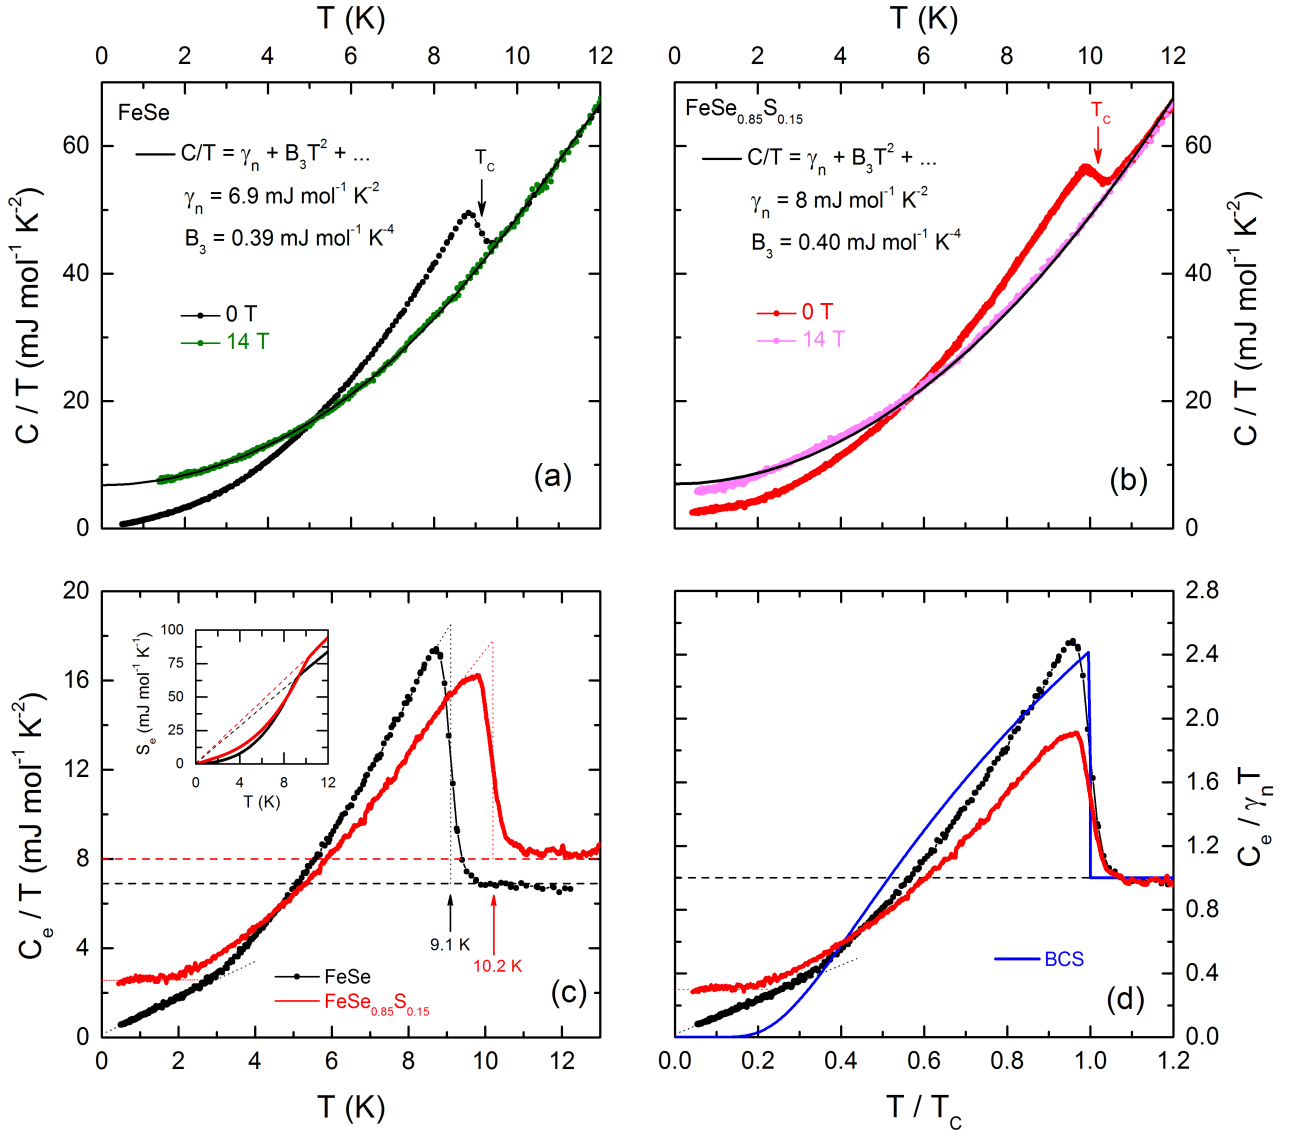 T (K)
0 2 4 6 8 10 12
FeSe
C/T = γn + B3T2 + ...
γn = 6.9 mJ mol-1 K-2
B3 = 0.39 mJ mol-1 K-4
TC
0 T
14 T
(a)
60
40
20
0
C / T (mJ mol-1 K-2)
T (K)
0 2 4 6 8 10 12
FeSe0.85S0.15
C/T = γn + B3T2 + ...
γn = 8 mJ mol-1 K-2
B3 = 0.40 mJ mol-1 K-4
TC
0 T
14 T
(b)
60
40
20
0
C / T (mJ mol-1 K-2)
20
16
12
8
4
0
Ce / T (mJ mol-1 K-2)
100
75
50
25
0
Se (mJ mol-1 K-1)
0 4 8 12
T (K)
9.1 K
10.2 K
FeSe
FeSe0.85S0.15
(c)
0 2 4 6 8 10 12
T (K)
2.8
2.4
2.0
1.6
1.2
0.8
0.4
0.0
Ce / γnT
BCS
(d)
0.0 0.2 0.4 0.6 0.8 1.0 1.2
T / TC